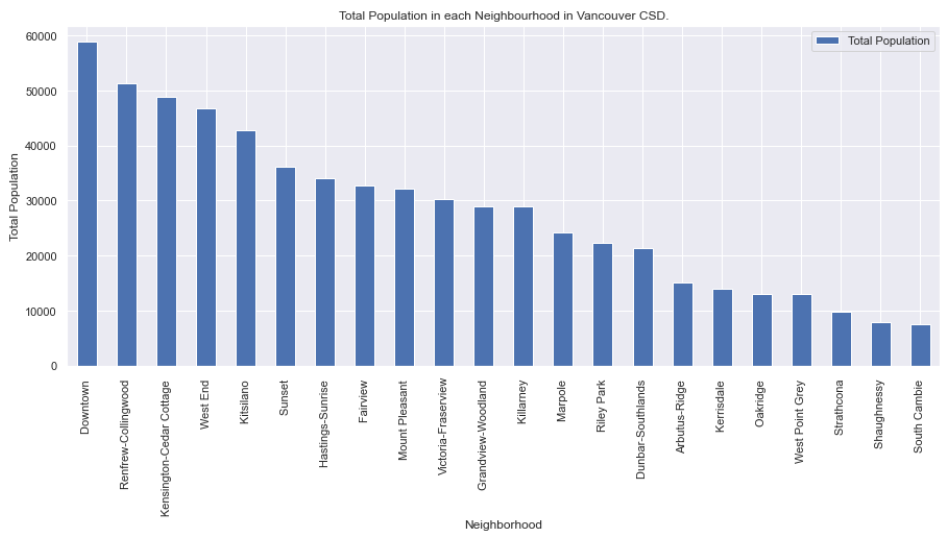 Total Population in each Neighbourhood in Vancouver CSD.
Total Population
60000
50000
40000
30000
20000
10000
0
Total Population
Downtown
Renfrew-Collingwood
Kensington-Cedar Cottage
West End
Kitsilano
Sunset
Hastings-Sunrise
Fairview
Mount Pleasant
Victoria-Fraserview
Grandview-Woodland
Killarney
Marpole
Riley Park
Dunbar-Southlands
Arbutus-Ridge
Kerrisdale
Oakridge
West Point Grey
Strathcona
Shaughnessy
South Cambie
Neighborhood